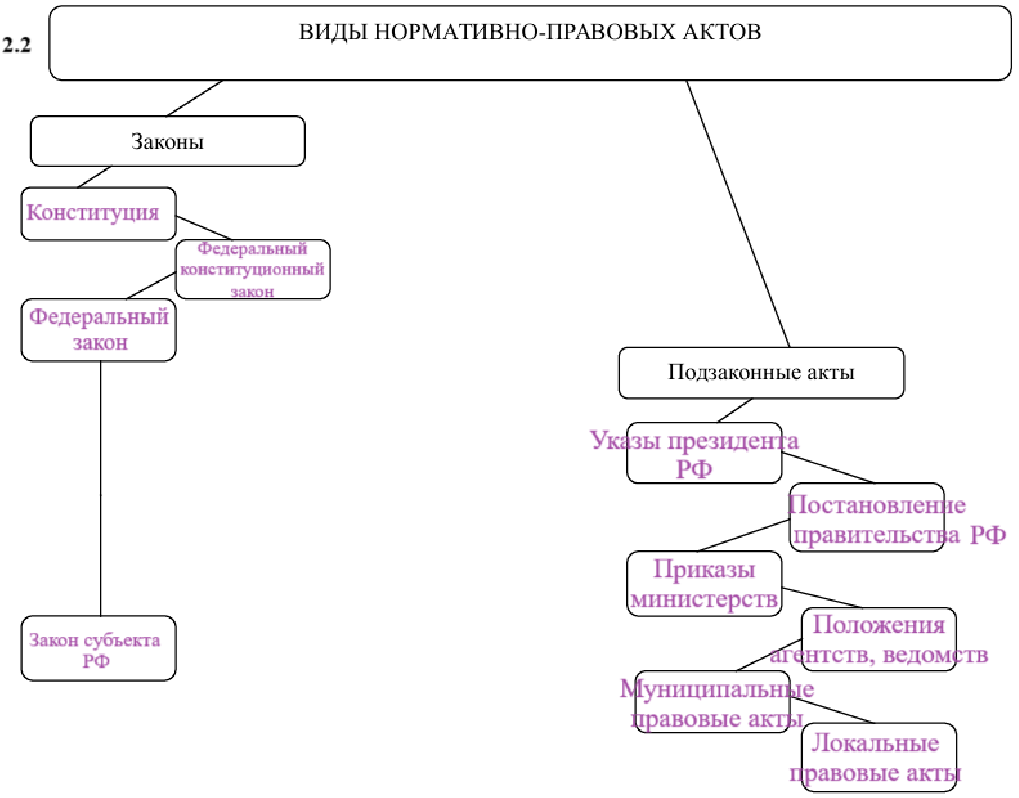 2.2
ВИДЫ НОРМАТИВНО-ПРАВОВЫХ АКТОВ
Законы
Конституция
Федеральный
конституционный
закон
Федеральный
закон
Закон субъекта
РФ
Подзаконные акты
Указы президента
РФ
Постановление
правительства РФ
Приказы
министерств
Положения
агентств, ведомств
Муниципальные
правовые акты
Локальные
правовые акты